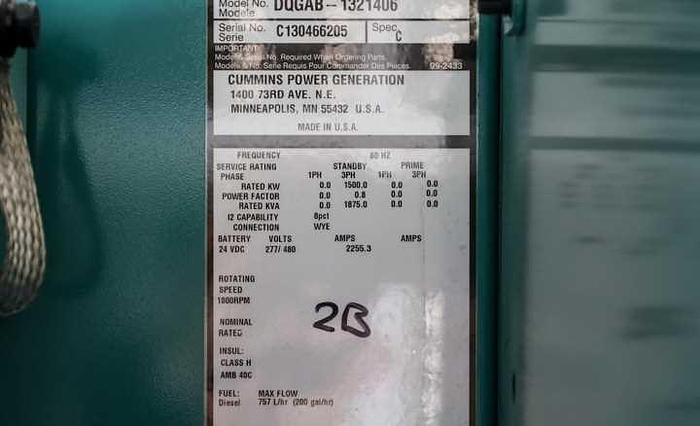 Model No. DQGAB--1321406
Modele
Serial No. C130466205 Spec
Serie C
IMPORTANT:
Model & Serial No. Required When Ordering Parts.
Modele & No. Serie Requis Pour Commander Des Pieces. 99-2433
CUMMINS POWER GENERATION
1400 73RD AVE. N.E.
MINNEAPOLIS, MN 55432 U.S.A.
MADE IN U.S.A.
FREQUENCY 60 HZ
SERVICE RATING STANDBY PRIME
PHASE 1PH 3PH 1PH 3PH
RATED KW 0.0 1500.0 0.0 0.0
POWER FACTOR 0.0 0.8 0.0 0.0
RATED KVA 0.0 1875.0 0.0 0.0
I2 CAPABILITY 8pct
CONNECTION WYE
BATTERY VOLTS AMPS AMPS
24 VDC 277/ 480 2255.3
ROTATING
SPEED
1800RPM
2B
NOMINAL
RATED
INSUL:
CLASS H
AMB 40C
FUEL: MAX FLOW
Diesel 757 L/hr (200 gal/hr)